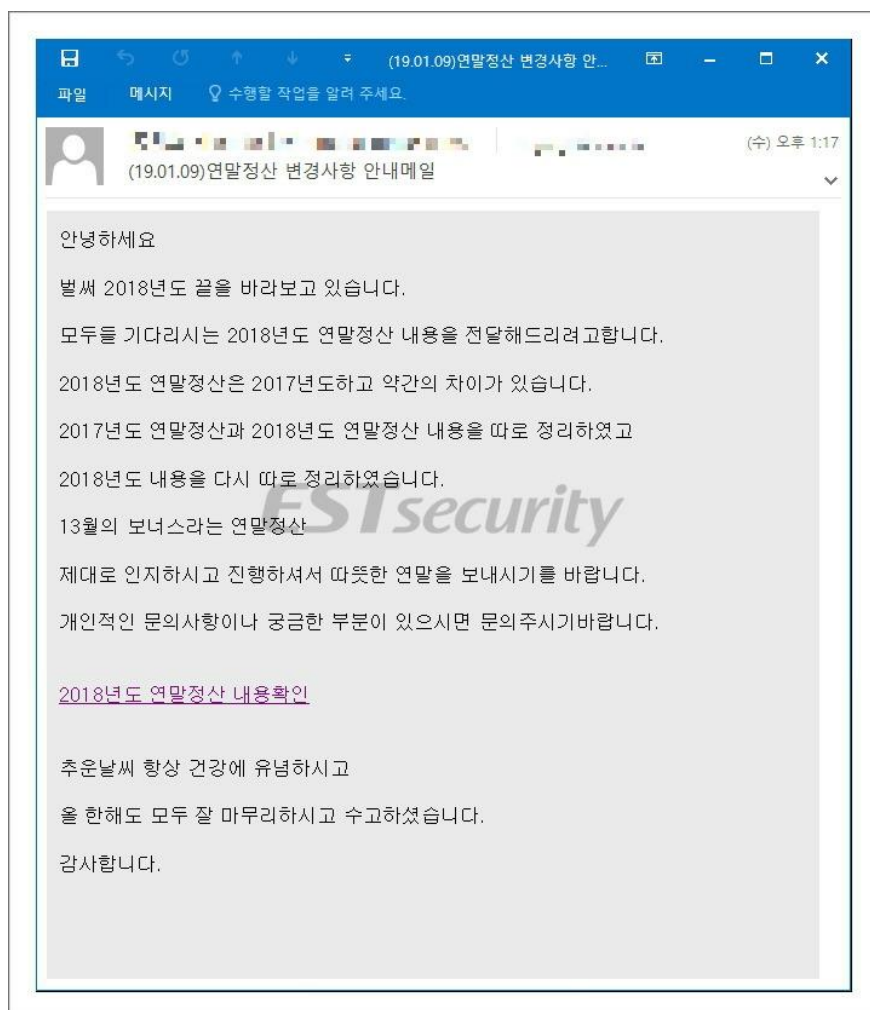 (19.01.09)연말정산 변경사항 안...
파일 메시지 수행할 작업을 알려 주세요.
(수) 오후 1:17
(19.01.09)연말정산 변경사항 안내메일
안녕하세요
벌써 2018년도 끝을 바라보고 있습니다.
모두들 기다리시는 2018년도 연말정산 내용을 전달해드리려고합니다.
2018년도 연말정산은 2017년도하고 약간의 차이가 있습니다.
2017년도 연말정산과 2018년도 연말정산 내용을 따로 정리하였고
2018년도 내용을 다시 따로 정리하였습니다.
ESTsecurity
13월의 보너스라는 연말정산
제대로 인지하시고 진행하셔서 따뜻한 연말을 보내시기를 바랍니다.
개인적인 문의사항이나 궁금한 부분이 있으시면 문의주시기바랍니다.
2018년도 연말정산 내용확인
추운날씨 항상 건강에 유념하시고
올 한해도 모두 잘 마무리하시고 수고하셨습니다.
감사합니다.